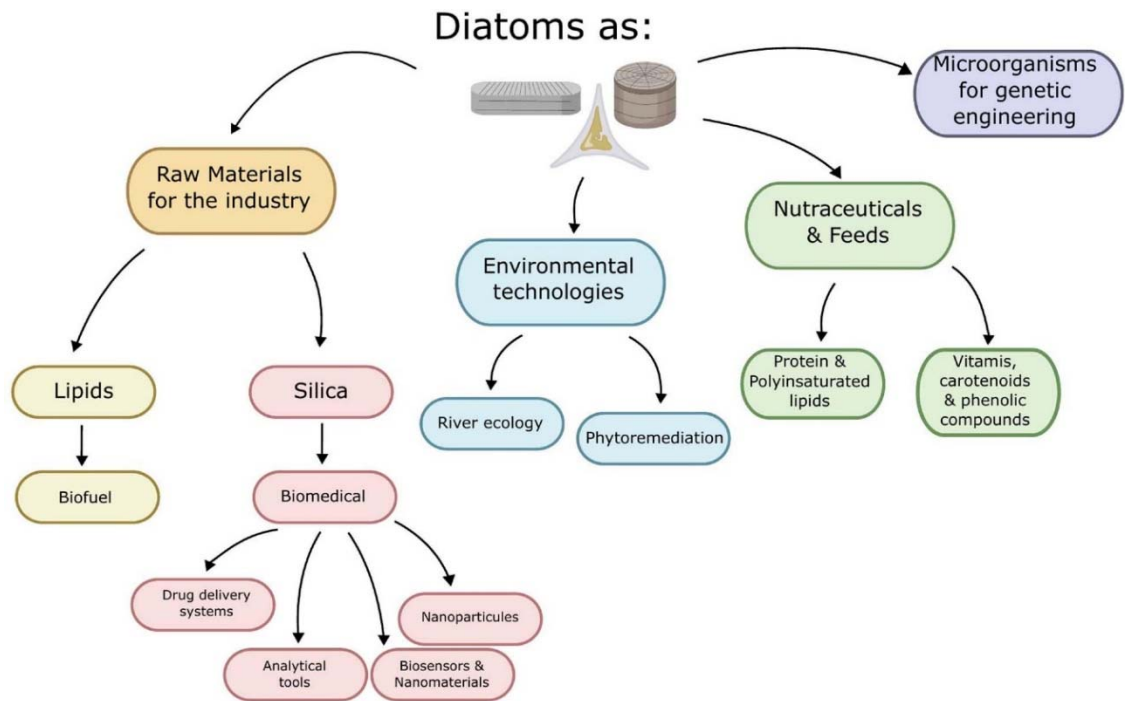 Diatoms as:
Microorganisms
for genetic
engineering
Raw Materials
for the industry
Nutraceuticals
& Feeds
Environmental
technologies
Protein &
Polyinsaturated
lipids
Vitamis,
carotenoids
& phenolic
compounds
Lipids
Silica
River ecology
Phytoremediation
Biofuel
Biomedical
Drug delivery
systems
Nanoparticules
Analytical
tools
Biosensors &
Nanomaterials